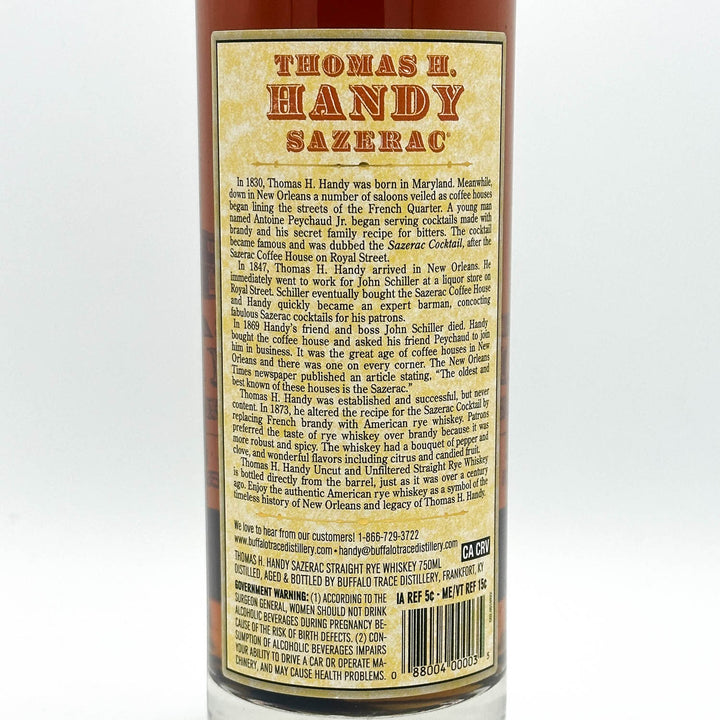 THOMAS H.
HANDY
SAZERAC
In 1830, Thomas H. Handy was born in Maryland. Meanwhile,
down in New Orleans a number of saloons veiled as coffee houses
began lining the streets of the French Quarter. A young man
named Antoine Peychaud Jr. began serving cocktails made with
brandy and his secret family recipe for bitters. The cocktail
became famous and was dubbed the Sazerac Cocktail, after the
Sazerac Coffee House on Royal Street.
In 1847, Thomas H. Handy arrived in New Orleans. He
immediately went to work for John Schiller at a liquor store on
Royal Street. Schiller eventually bought the Sazerac Coffee House
and Handy quickly became an expert barman, concocting
fabulous Sazerac cocktails for his patrons.
In 1869 Handy's friend and boss John Schiller died. Handy
bought the coffee house and asked his friend Peychaud to join
him in business. It was the great age of coffee houses in New
Orleans and there was one on every corner. The New Orleans
Times newspaper published an article stating, “The oldest and
best known of these houses is the Sazerac.”
Thomas H. Handy was established and successful, but never
content. In 1873, he altered the recipe for the Sazerac Cocktail by
replacing French brandy with American rye whiskey. Patrons
preferred the taste of rye whiskey over brandy because it was
more robust and spicy. The whiskey had a bouquet of pepper and
clove, and wonderful flavors including citrus and candied fruit.
Thomas H. Handy Uncut and Unfiltered Straight Rye Whiskey
is bottled directly from the barrel, just as it was over a century
ago. Enjoy the authentic American rye whiskey as a symbol of the
timeless history of New Orleans and legacy of Thomas H. Handy.
We love to hear from our customers! 1-866-729-3722
www.buffalotracedistillery.com • handy@buffalotracedistillery.com
CA CRV
THOMAS H. HANDY SAZERAC STRAIGHT RYE WHISKEY 750ML
DISTILLED, AGED & BOTTLED BY BUFFALO TRACE DISTILLERY, FRANKFORT, KY
IA REF 5¢ - ME/VT REF 15¢
GOVERNMENT WARNING: (1) ACCORDING TO THE
SURGEON GENERAL, WOMEN SHOULD NOT DRINK
ALCOHOLIC BEVERAGES DURING PREGNANCY BE-
CAUSE OF THE RISK OF BIRTH DEFECTS. (2) CON-
SUMPTION OF ALCOHOLIC BEVERAGES IMPAIRS
YOUR ABILITY TO DRIVE A CAR OR OPERATE MA-
CHINERY, AND MAY CAUSE HEALTH PROBLEMS.
0 88004 00003 5